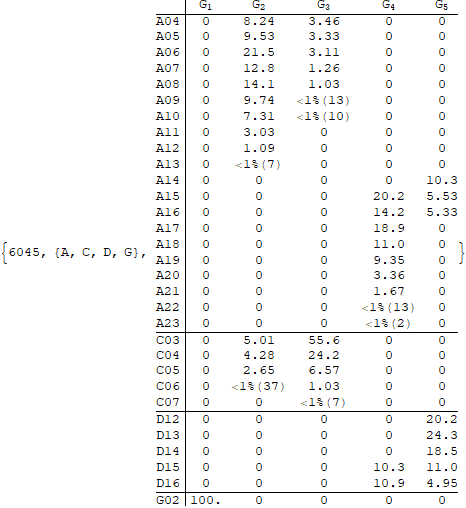 G1 G2 G3 G4 G5
A04 0 8.24 3.46 0 0
A05 0 9.53 3.33 0 0
A06 0 21.5 3.11 0 0
A07 0 12.8 1.26 0 0
A08 0 14.1 1.03 0 0
A09 0 9.74 <1%(13) 0 0
A10 0 7.31 <1%(10) 0 0
A11 0 3.03 0 0 0
A12 0 1.09 0 0 0
A13 0 <1%(7) 0 0 0
A14 0 0 0 0 10.3
A15 0 0 0 20.2 5.53
A16 0 0 0 14.2 5.33
A17 0 0 0 18.9 0
{6045, {A, C, D, G}, A18 0 0 0 11.0 0 }
A19 0 0 0 9.35 0
A20 0 0 0 3.36 0
A21 0 0 0 1.67 0
A22 0 0 0 <1%(13) 0
A23 0 0 0 <1%(2) 0
C03 0 5.01 55.6 0 0
C04 0 4.28 24.2 0 0
C05 0 2.65 6.57 0 0
C06 0 <1%(37) 1.03 0 0
C07 0 0 <1%(7) 0 0
D12 0 0 0 0 20.2
D13 0 0 0 0 24.3
D14 0 0 0 0 18.5
D15 0 0 0 10.3 11.0
D16 0 0 0 10.9 4.95
G02 100. 0 0 0 0